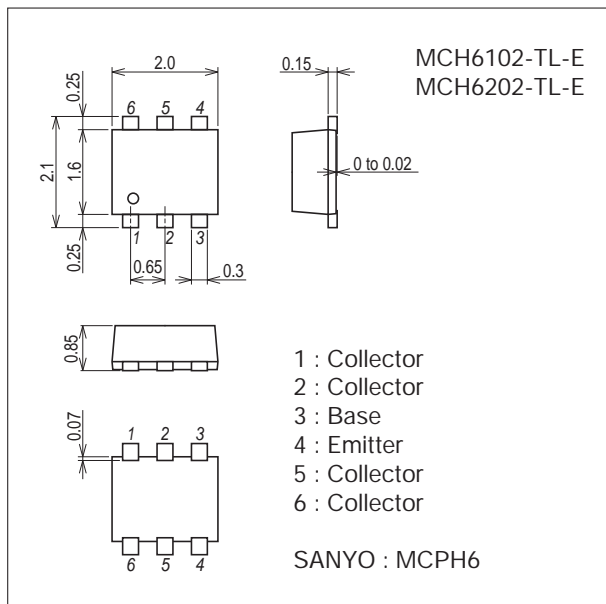 MCH6102-TL-E
MCH6202-TL-E
2.0
0.15
0.25
6 5 4
2.1
1.6
0 to 0.02
0.25
1 2 3
0.65
0.3
0.85
0.07
1 2 3
6 5 4
1 : Collector
2 : Collector
3 : Base
4 : Emitter
5 : Collector
6 : Collector
SANYO : MCPH6